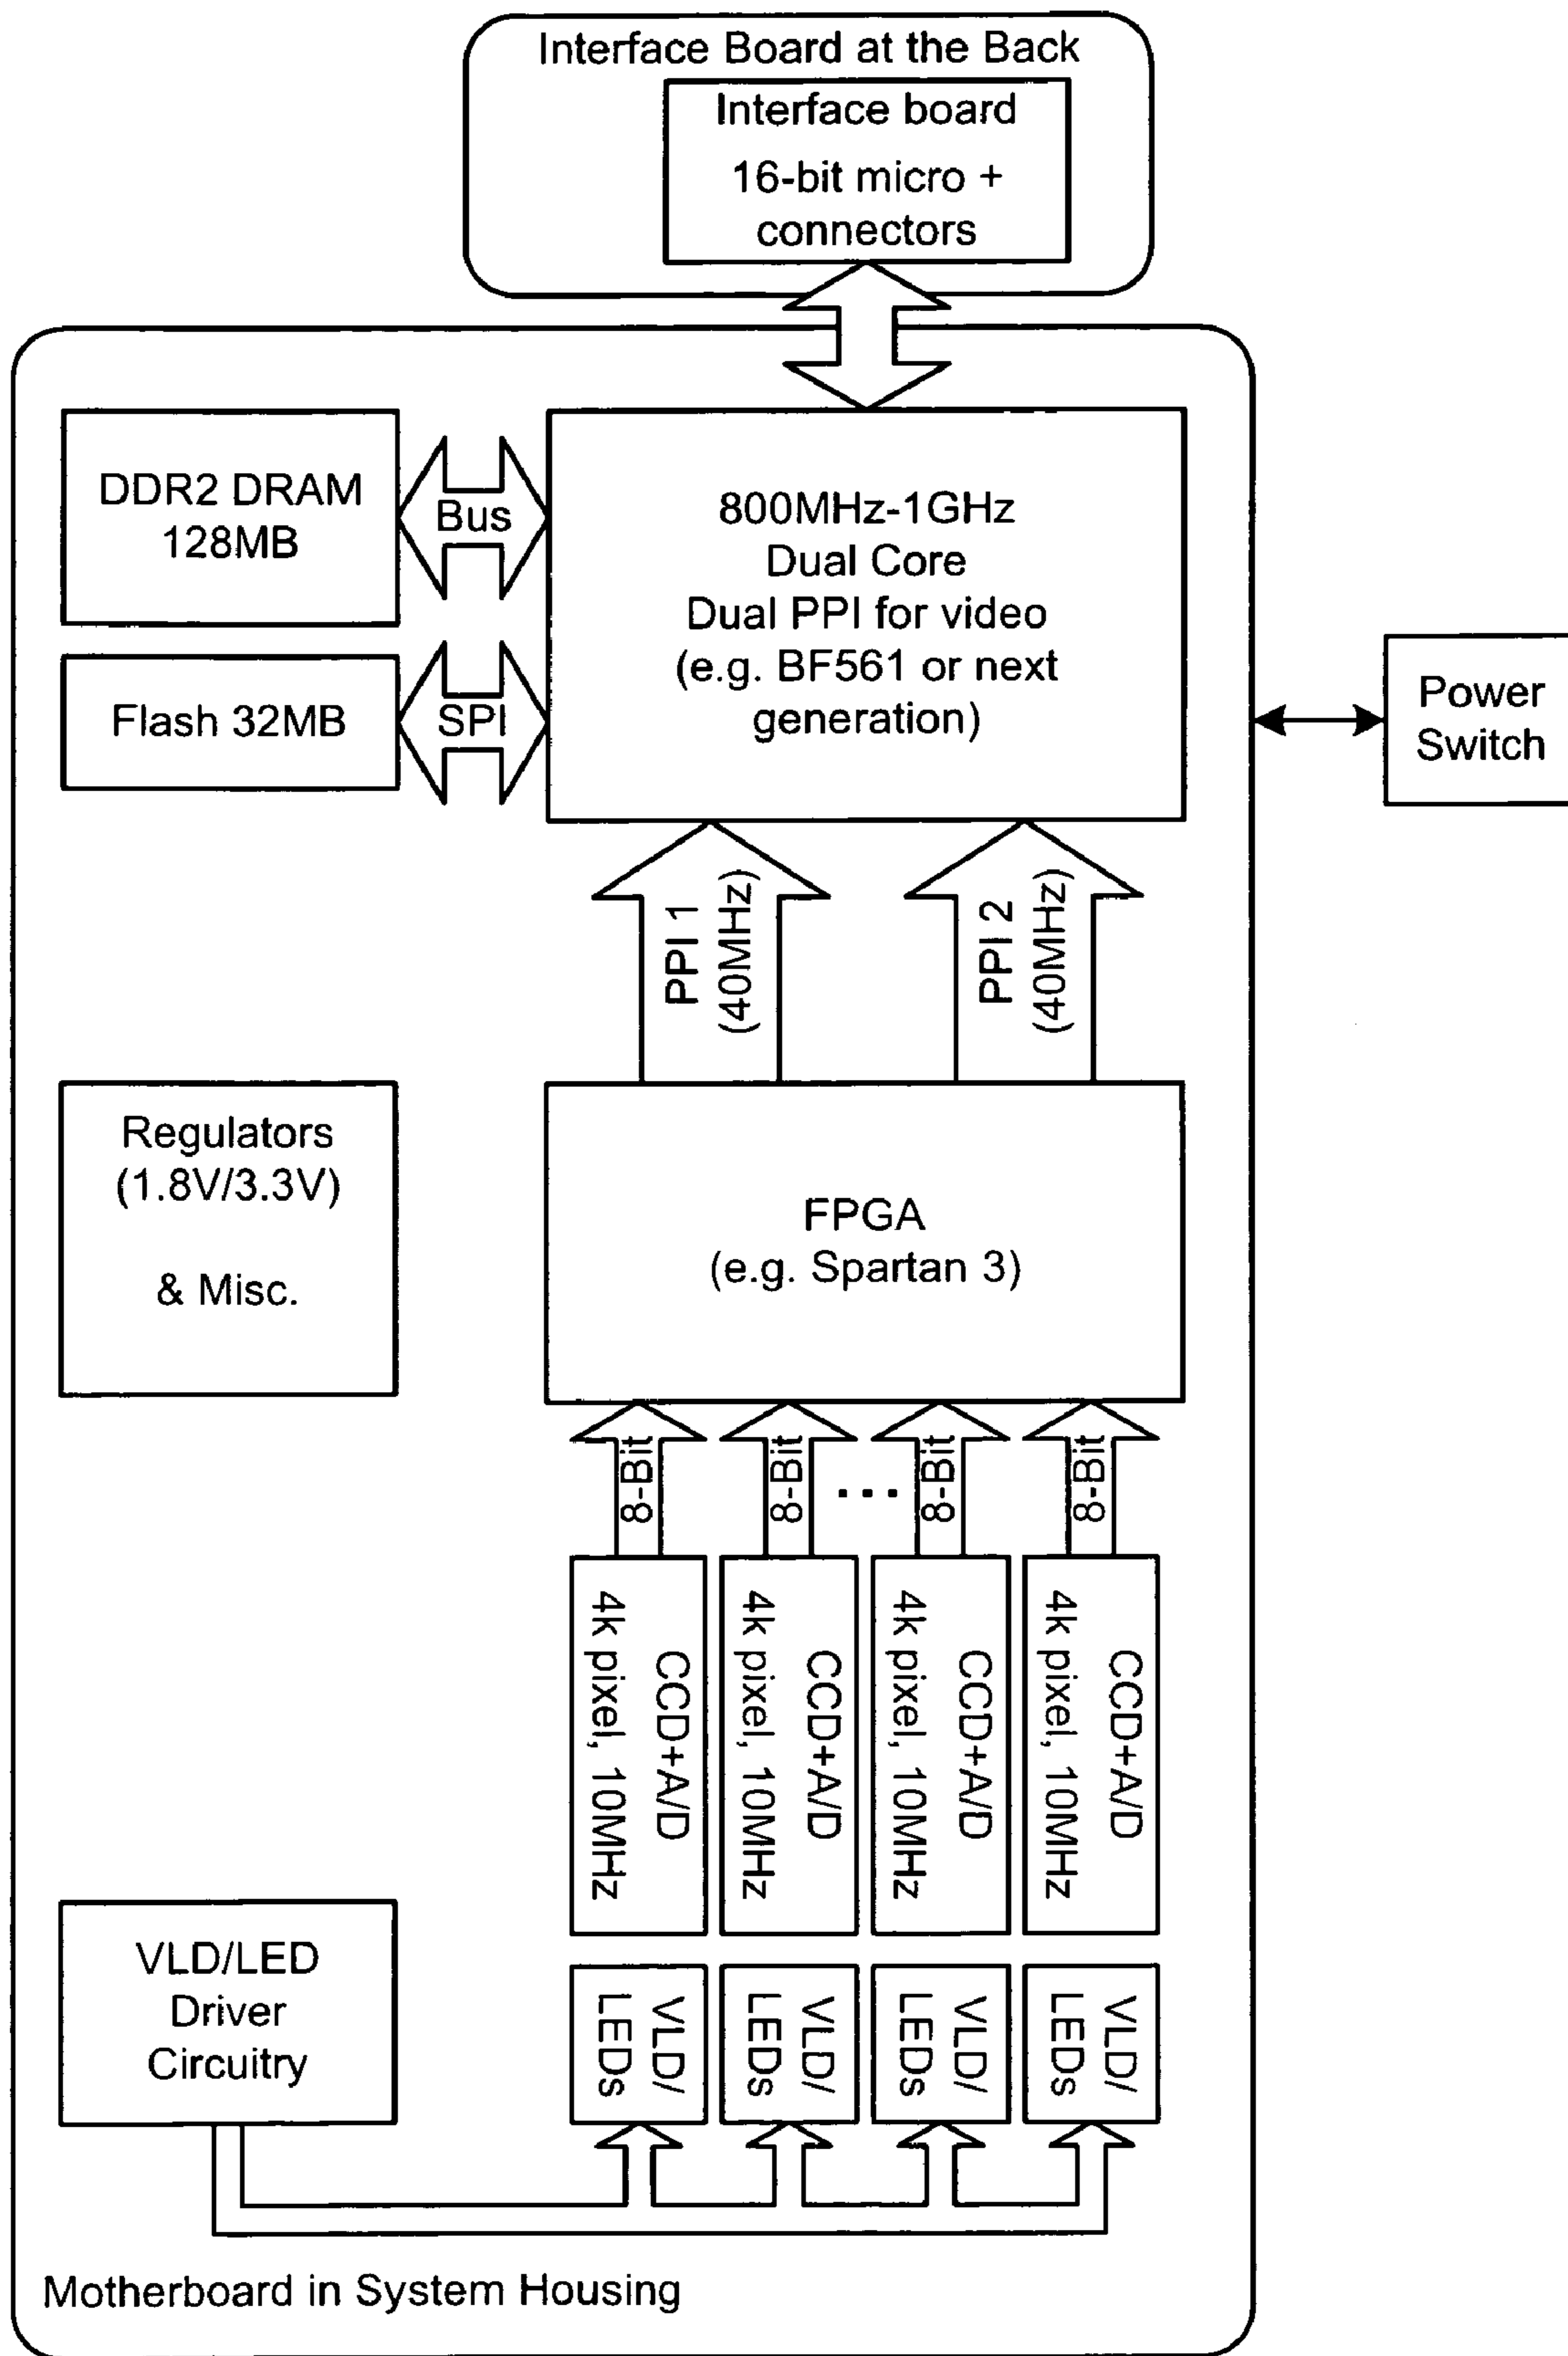 Interface Board at the Back
Interface board
16-bit micro +
connectors
DDR2 DRAM
128MB
Bus
800MHz-1GHz
Dual Core
Dual PPI for video
(e.g. BF561 or next
generation)
Flash 32MB
SPI
Power
Switch
PPI 1
(40MHz)
PPI 2
(40MHz)
Regulators
(1.8V/3.3V)
& Misc.
FPGA
(e.g. Spartan 3)
8-Bit
8-Bit
...
8-Bit
8-Bit
CCD+A/D
4k pixel, 10MHz
CCD+A/D
4k pixel, 10MHz
CCD+A/D
4k pixel, 10MHz
CCD+A/D
4k pixel, 10MHz
VLD/LED
Driver
Circuitry
VLD/
LEDs
VLD/
LEDs
VLD/
LEDs
VLD/
LEDs
Motherboard in System Housing